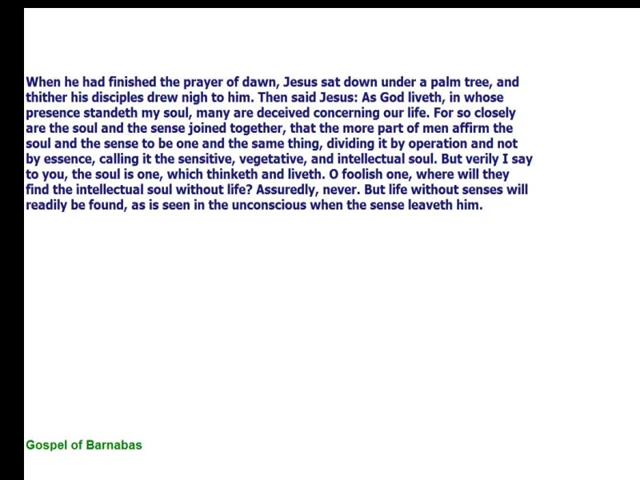 When he had finished the prayer of dawn, Jesus sat down under a palm tree, and
thither his disciples drew nigh to him. Then said Jesus: As God liveth, in whose
presence standeth my soul, many are deceived concerning our life. For so closely
are the soul and the sense joined together, that the more part of men affirm the
soul and the sense to be one and the same thing, dividing it by operation and not
by essence, calling it the sensitive, vegetative, and intellectual soul. But verily I say
to you, the soul is one, which thinketh and liveth. O foolish one, where will they
find the intellectual soul without life? Assuredly, never. But life without senses will
readily be found, as is seen in the unconscious when the sense leaveth him.
Gospel of Barnabas